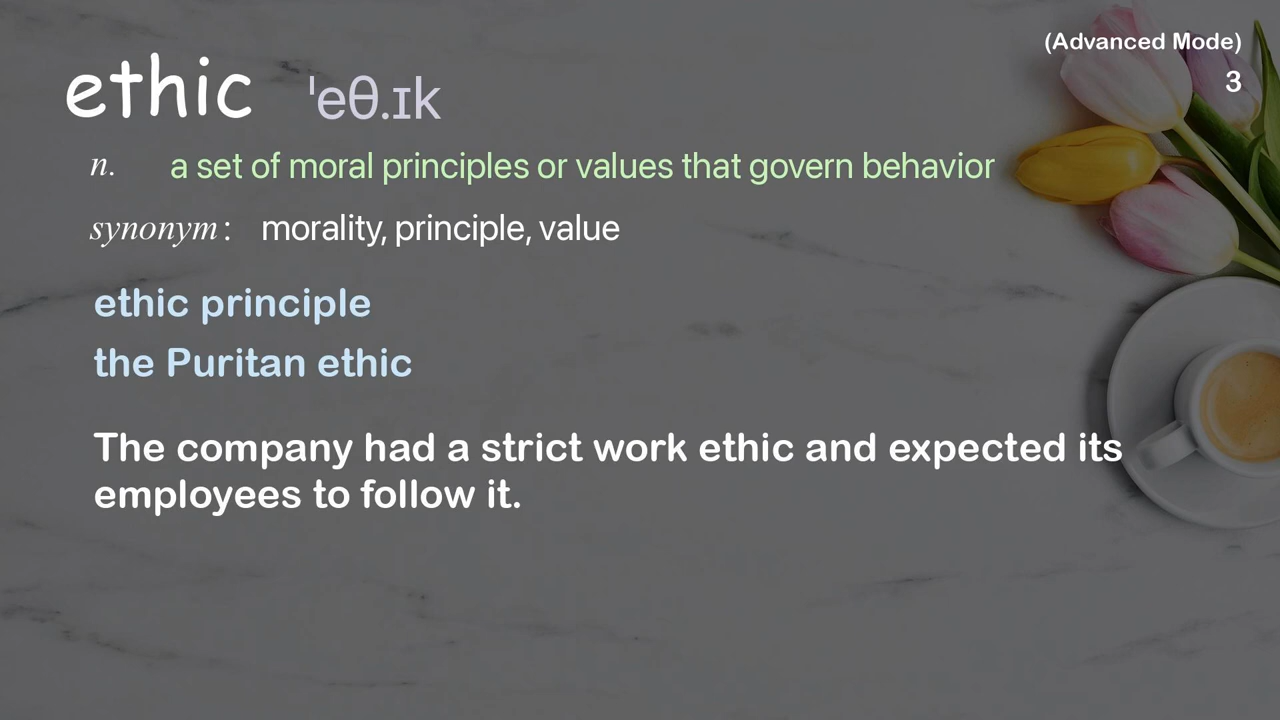 (Advanced Mode)
3
ethic ˈeθ.ɪk
n. a set of moral principles or values that govern behavior
synonym: morality, principle, value
ethic principle
the Puritan ethic
The company had a strict work ethic and expected its
employees to follow it.